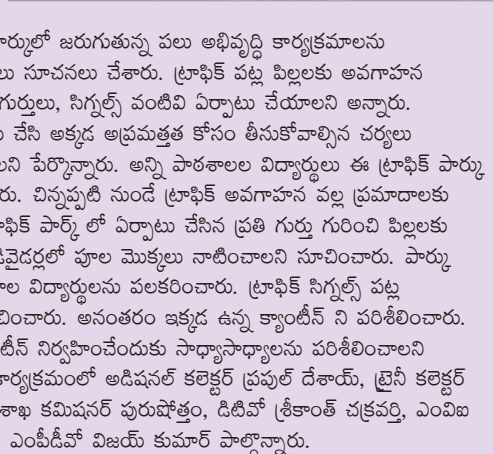 ార్కులో జరుగుతున్న పలు అభివృద్ధి కార్యక్రమాలను
లు సూచనలు చేశారు. ట్రాఫిక్ పట్ల పిల్లలకు అవగాహన
గుర్తులు, సిగ్నల్స్ వంటివి ఏర్పాటు చేయాలని అన్నారు.
చేసి అక్కడ అప్రమత్తత కోసం తీసుకోవాల్సిన చర్యలు
లని పేర్కొన్నారు. అన్ని పాఠశాలల విద్యార్థులు ఈ ట్రాఫిక్ పార్కు
రు. చిన్నప్పటి నుండే ట్రాఫిక్ అవగాహన వల్ల ప్రమాదాలకు
ాఫిక్ పార్క్ లో ఏర్పాటు చేసిన ప్రతి గుర్తు గురించి పిల్లలకు
ివైడర్లలో పూల మొక్కలు నాటించాలని సూచించారు. పార్కు
ాల విద్యార్థులను పలకరించారు. ట్రాఫిక్ సిగ్నల్స్ పట్ల
చించారు. అనంతరం ఇక్కడ ఉన్న క్యాంటీన్ ని పరిశీలించారు.
టీన్ నిర్వహించేందుకు సాధ్యాసాధ్యాలను పరిశీలించాలని
కార్యక్రమంలో అడిషనల్ కలెక్టర్ ప్రపుల్ దేశాయ్, ట్రైనీ కలెక్టర్
శాఖ కమిషనర్ పురుషోత్తం, డిటివో శ్రీకాంత్ చక్రవర్తి, ఎంవిఐ
ఎంపీడీవో విజయ్ కుమార్ పాల్గొన్నారు.